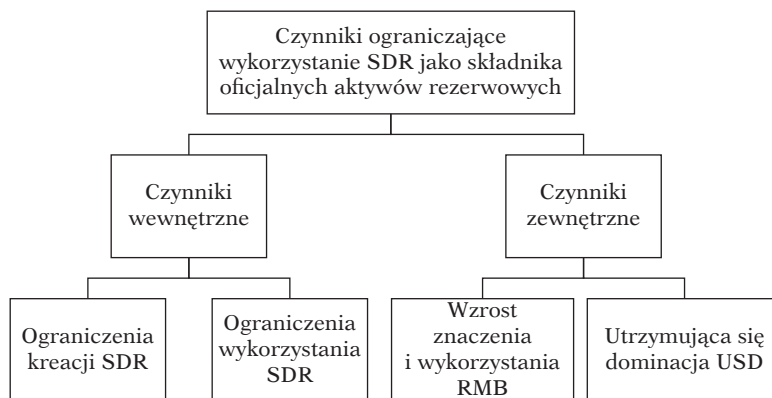 Czynniki ograniczające
wykorzystanie SDR jako składnika
oficjalnych aktywów rezerwowych
Czynniki
wewnętrzne
Czynniki
zewnętrzne
Ograniczenia
kreacji SDR
Ograniczenia
wykorzystania
SDR
Wzrost
znaczenia
i wykorzystania
RMB
Utrzymująca się
dominacja USD